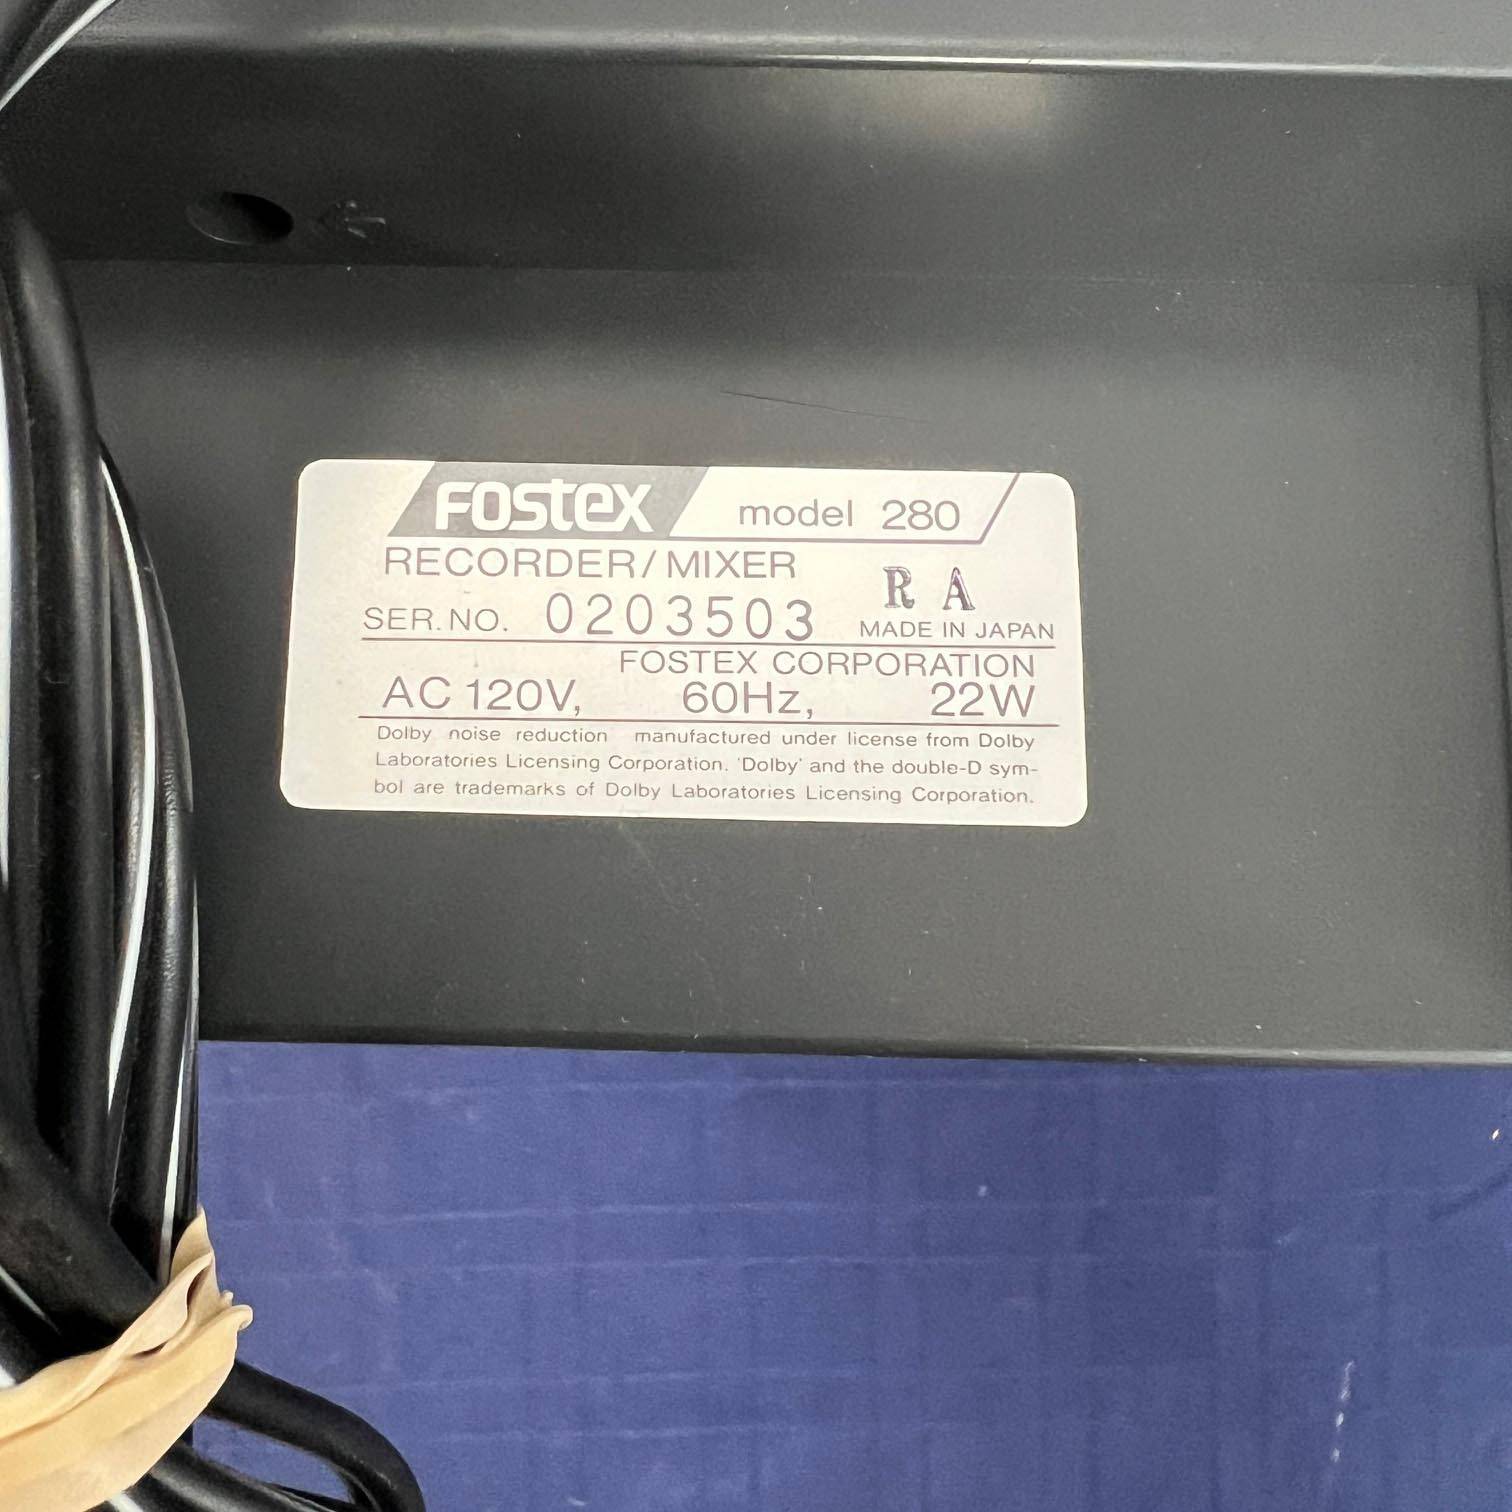 Fostex model 280
RECORDER/MIXER R A
SER. NO. 0203503 MADE IN JAPAN
FOSTEX CORPORATION
AC 120V, 60Hz, 22W
Dolby noise reduction manufactured under license from Dolby
Laboratories Licensing Corporation. 'Dolby' and the double-D sym-
bol are trademarks of Dolby Laboratories Licensing Corporation.